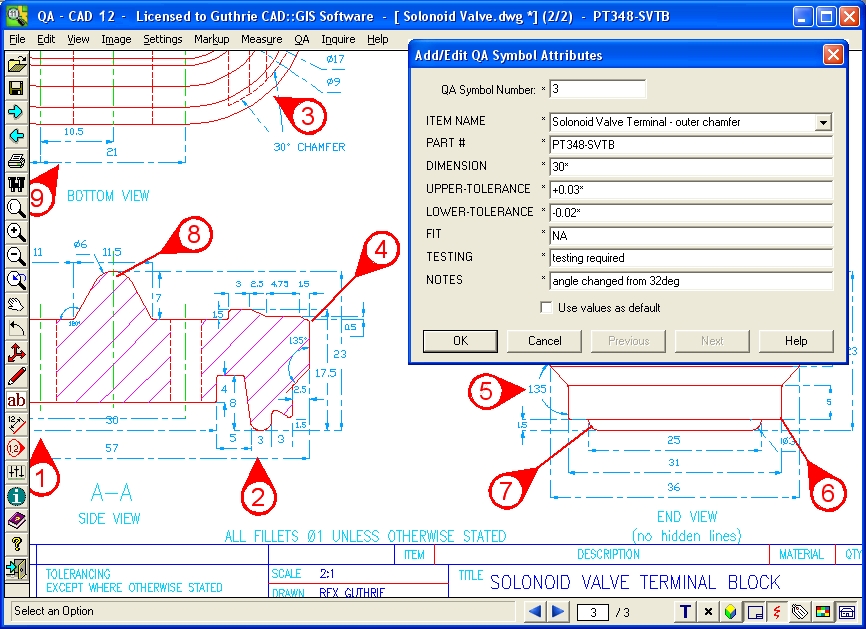 QA - CAD 12 - Licensed to Guthrie CAD::GIS Software - [ Solonoid Valve.dwg *] (2/2) - PT348-SVTB
File Edit View Image Settings Markup Measure QA Inquire Help
Ø17
Ø9
3
30° CHAMFER
10.5
21
9
BOTTOM VIEW
Add/Edit QA Symbol Attributes
QA Symbol Number: * 3
ITEM NAME * Solonoid Valve Terminal - outer chamfer
PART # * PT348-SVTB
DIMENSION * 30*
UPPER-TOLERANCE * +0.03*
LOWER-TOLERANCE * -0.02*
FIT * NA
TESTING * testing required
NOTES * angle changed from 32deg
Use values as default
OK Cancel Previous Next Help
8
4
Ø6
11 11.5
3 2.5 4.75 1.5
7
1.5
0.5
135°
23
17.5
4
8
2.5
1.5
30
5 3 3
57
1
2
A-A
SIDE VIEW
ab
1,2
23
5
135
5
1.5
25
Ø3
31
36
7
6
END VIEW
(no hidden lines)
ALL FILLETS Ø1 UNLESS OTHERWISE STATED
ITEM DESCRIPTION MATERIAL QTY
TOLERANCING
EXCEPT WHERE OTHERWISE STATED
SCALE 2:1
DRAWN REX GUTHRIE
TITLE SOLONOID VALVE TERMINAL BLOCK
Select an Option
3 / 3
T